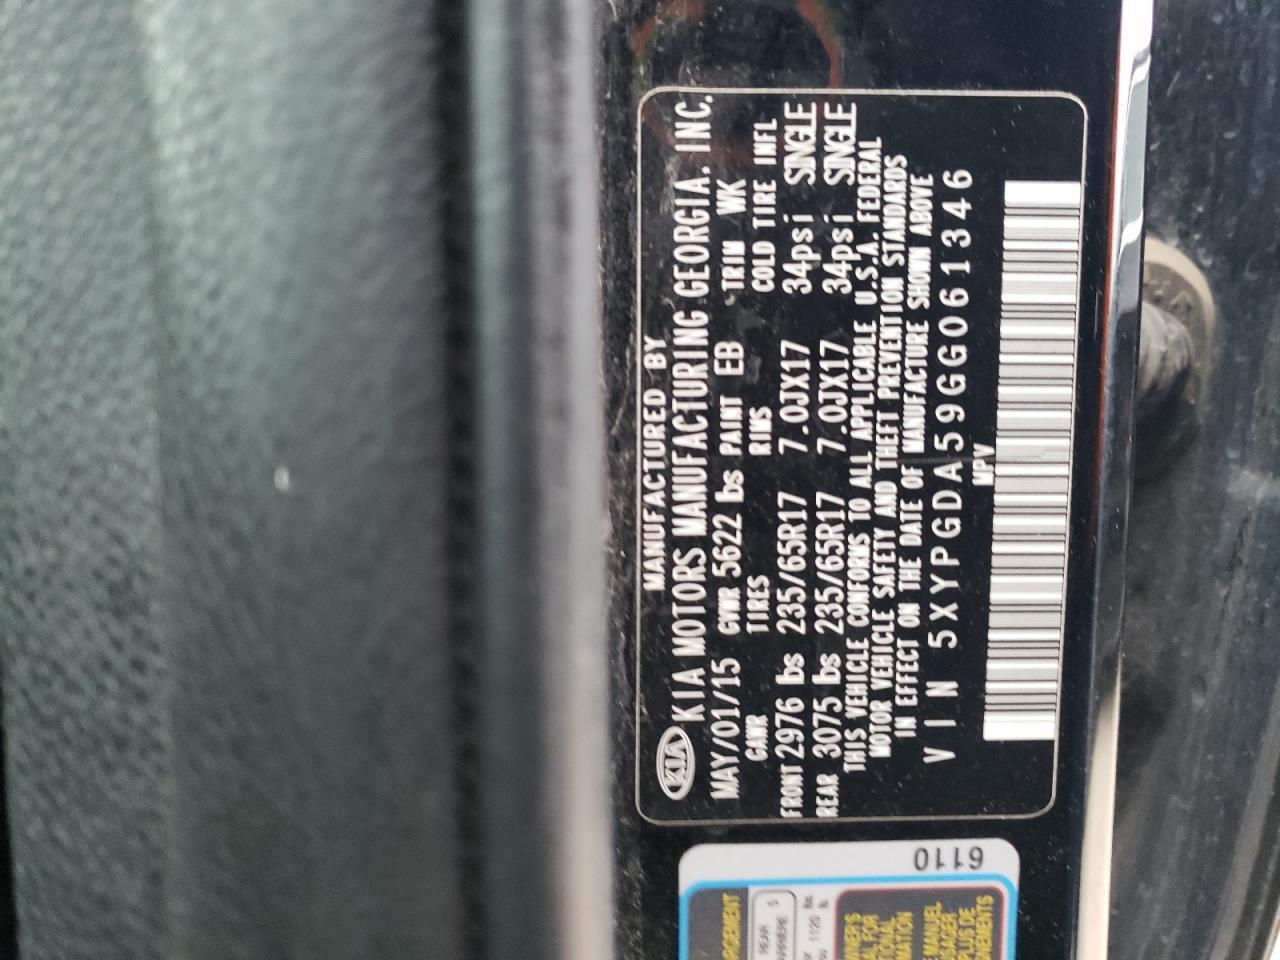 MANUFACTURED BY
KIA KIA MOTORS MANUFACTURING GEORGIA. INC.
MAY/01/15 GVWR 5622 lbs PAINT EB TRIM WK
GAWR TIRES RIMS COLD TIRE INFL
FRONT 2976 lbs 235/65R17 7.0JX17 34psi SINGLE
REAR 3075 lbs 235/65R17 7.0JX17 34psi SINGLE
THIS VEHICLE CONFORMS TO ALL APPLICABLE U.S.A. FEDERAL
MOTOR VEHICLE SAFETY AND THEFT PREVENTION STANDARDS
IN EFFECT ON THE DATE OF MANUFACTURE SHOWN ABOVE
VIN 5XYPGDA59GG061346
MPV
6110
REAR 5